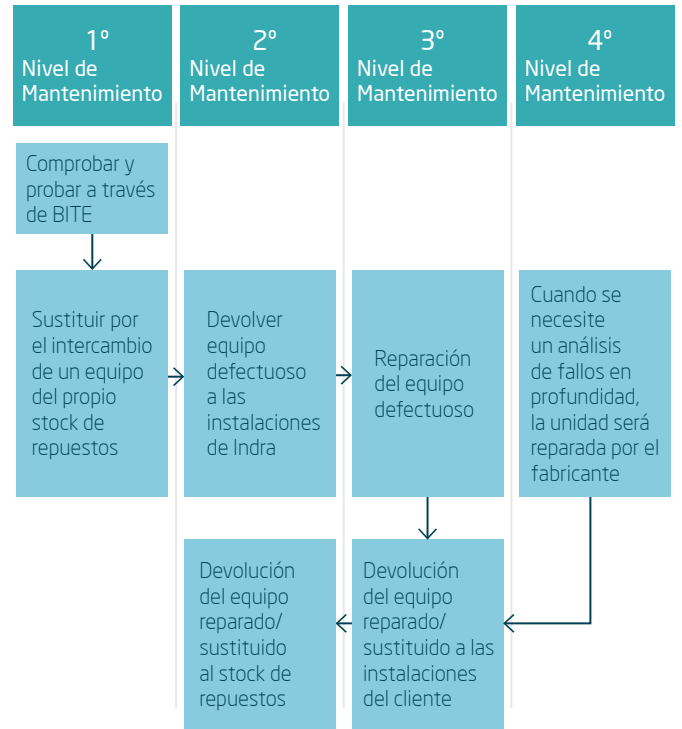 1º
Nivel de
Mantenimiento
2º
Nivel de
Mantenimiento
3º
Nivel de
Mantenimiento
4º
Nivel de
Mantenimiento
Comprobar y
probar a través
de BITE
Sustituir por
el intercambio
de un equipo
del propio
stock de
repuestos
Devolver
equipo
defectuoso
a las
instalaciones
de Indra
Reparación
del equipo
defectuoso
Cuando se
necesite
un análisis
de fallos en
profundidad,
la unidad será
reparada por el
fabricante
Devolución
del equipo
reparado/
sustituido
al stock de
repuestos
Devolución
del equipo
reparado/
sustituido a las
instalaciones
del cliente